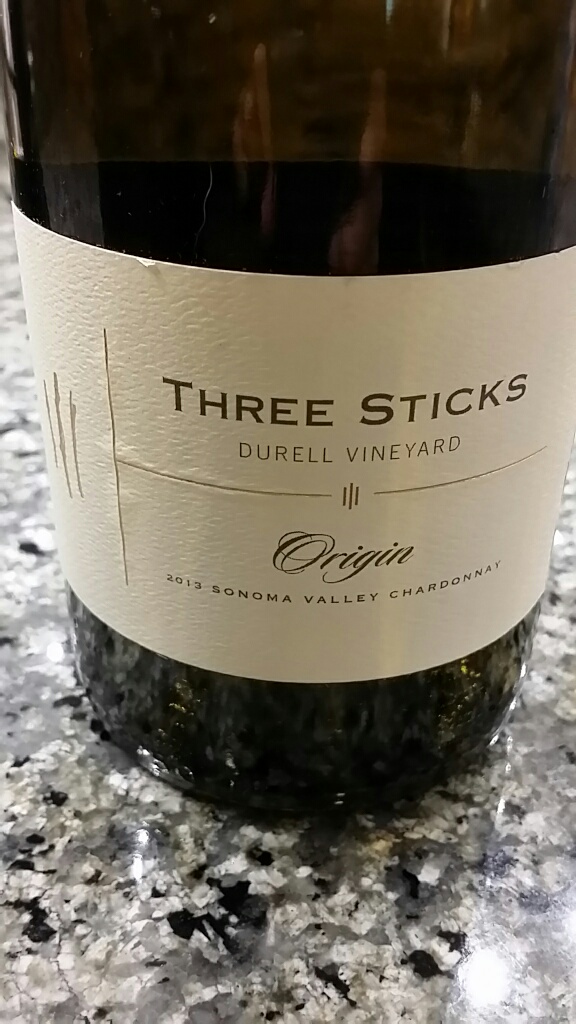 THREE STICKS
DURELL VINEYARD
Origin
2013 SONOMA VALLEY CHARDONNAY